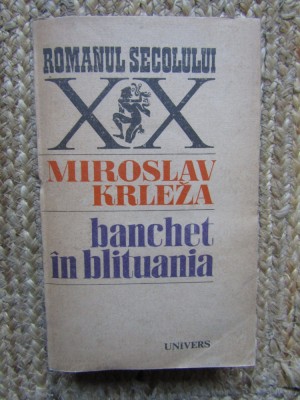 ROMANUL SECOLULUI
XX
MIROSLAV
KRLEŽA
banchet
în blituania
UNIVERS